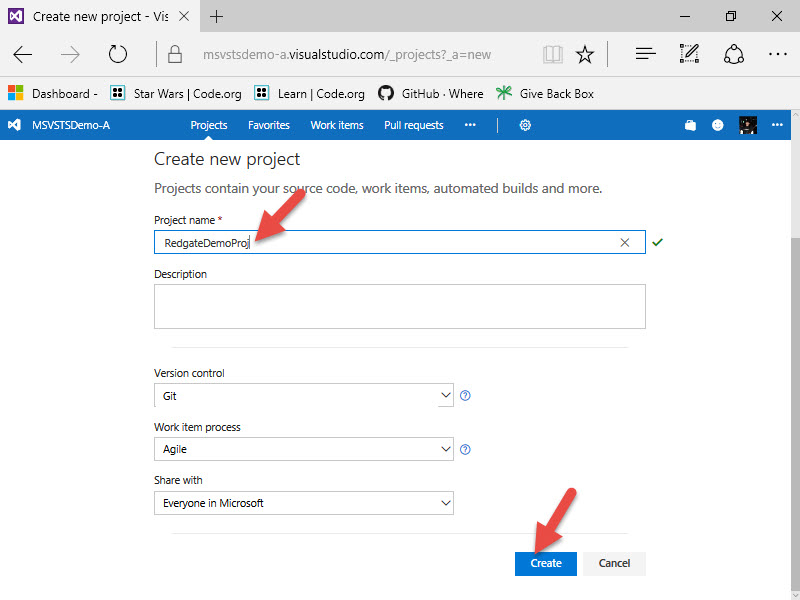 Create new project - Vis
msvstsdemo-a.visualstudio.com/_projects?_a=new
Dashboard - Star Wars | Code.org Learn | Code.org GitHub · Where Give Back Box
MSVSTSDemo-A Projects Favorites Work items Pull requests
Create new project
Projects contain your source code, work items, automated builds and more.
Project name *
RedgateDemoProj
Description
Version control
Git
Work item process
Agile
Share with
Everyone in Microsoft
Create Cancel